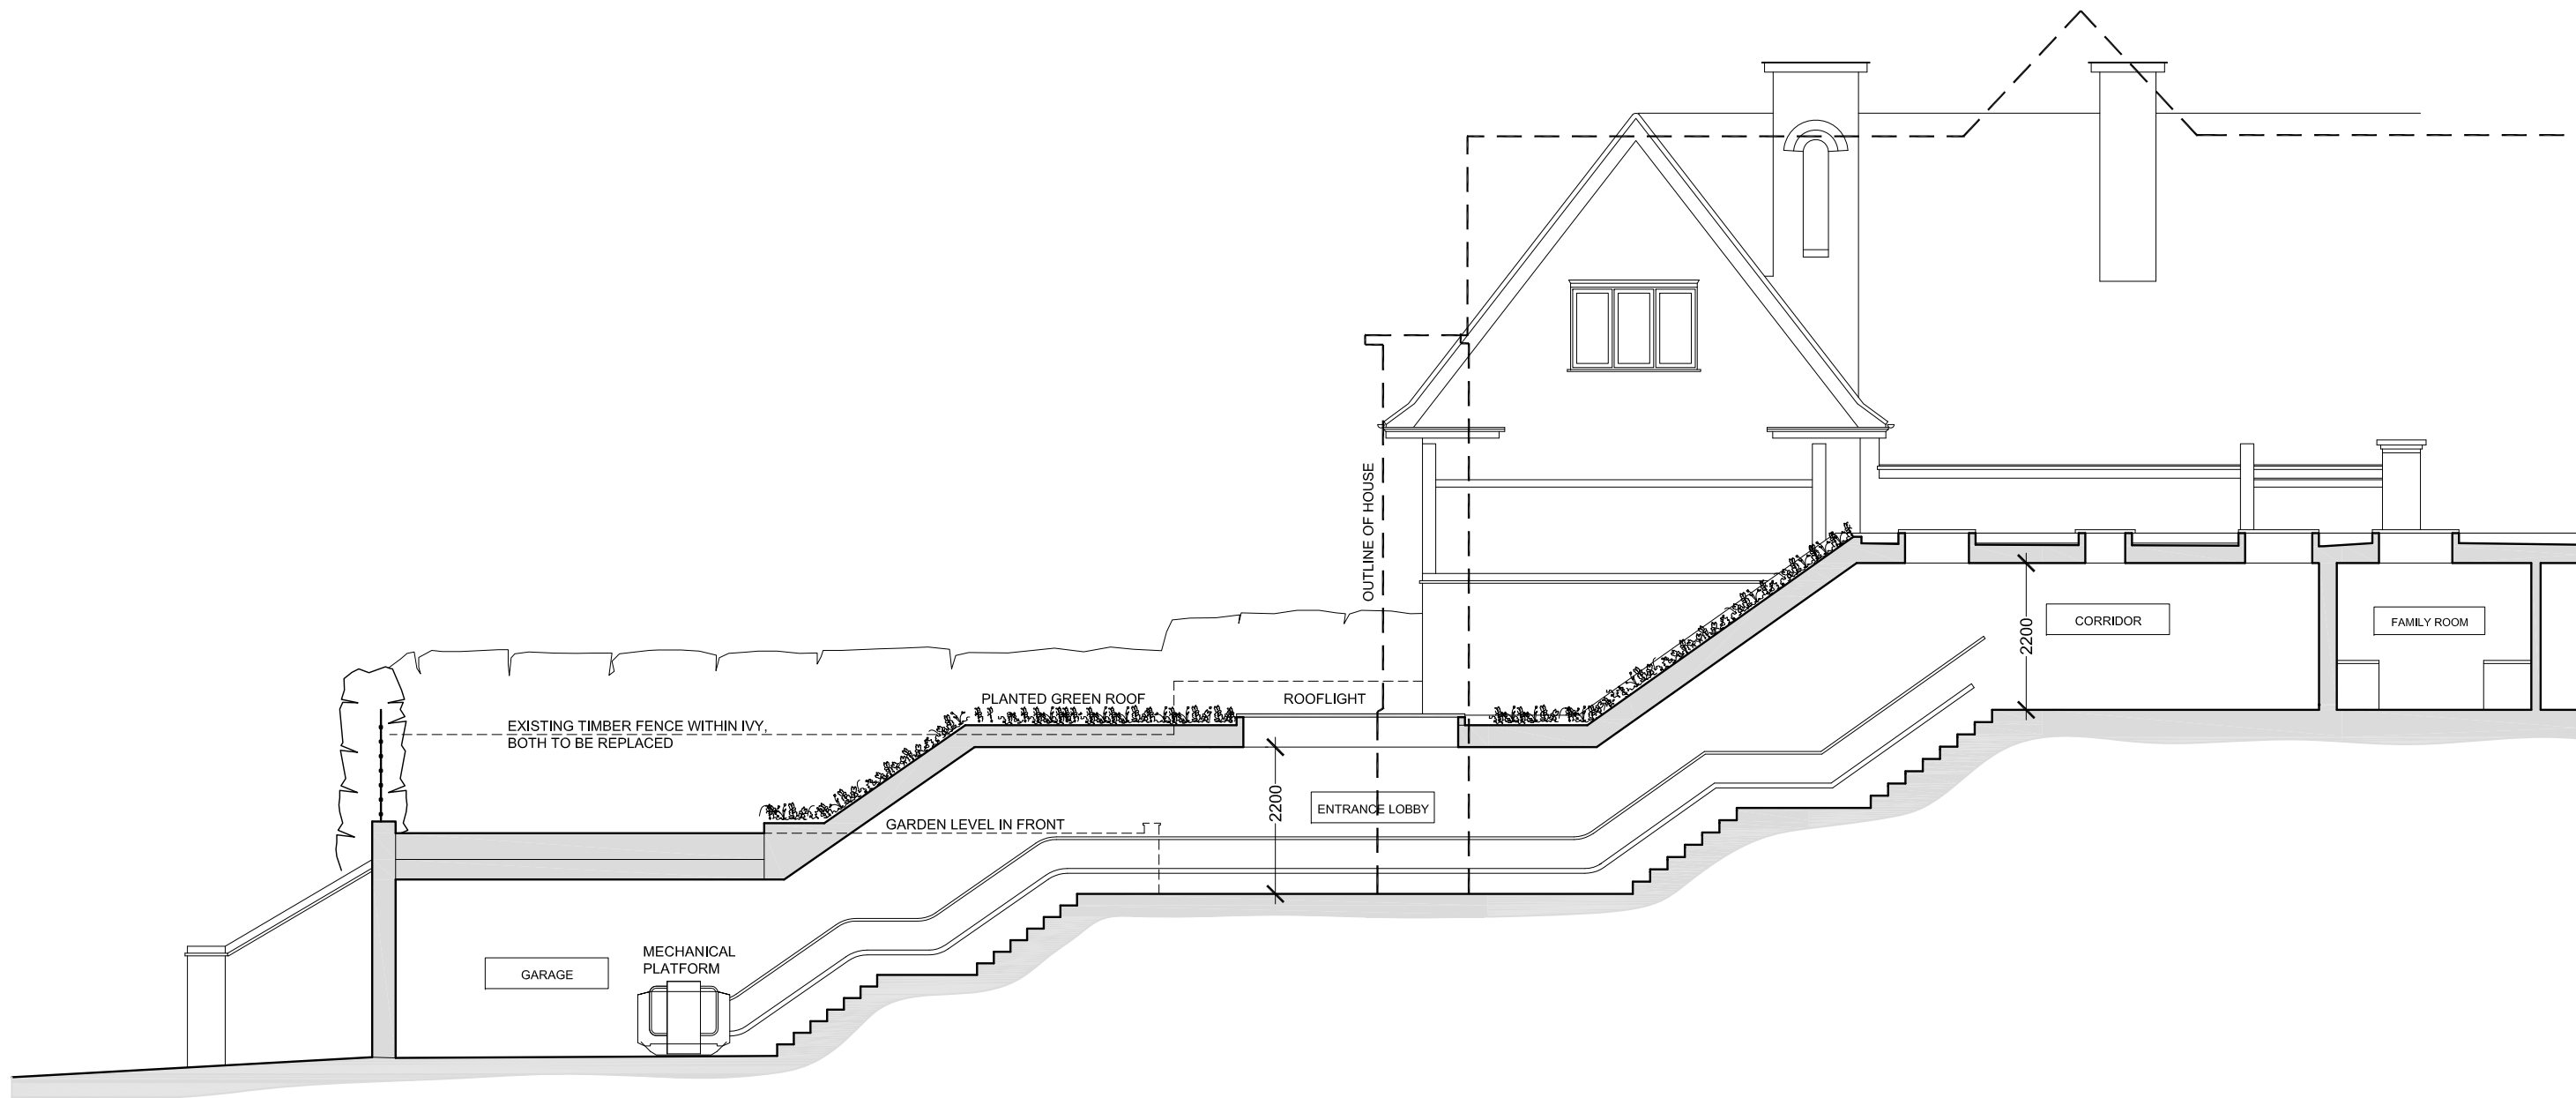 OUTLINE OF HOUSE
2200
CORRIDOR
FAMILY ROOM
PLANTED GREEN ROOF
ROOFLIGHT
EXISTING TIMBER FENCE WITHIN IVY,
BOTH TO BE REPLACED
2200
ENTRANCE LOBBY
GARDEN LEVEL IN FRONT
MECHANICAL
PLATFORM
GARAGE